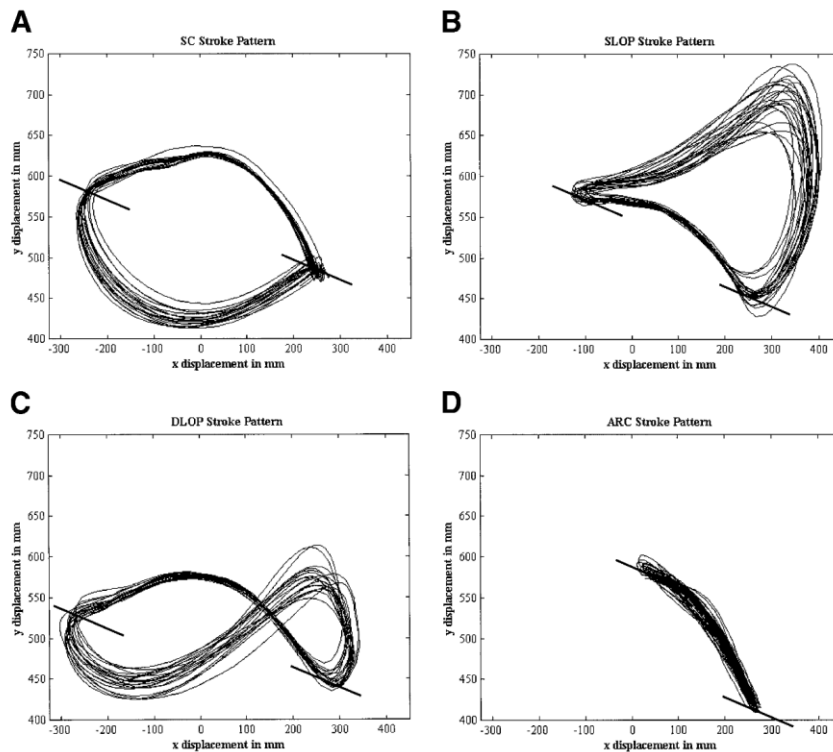 A
SC Stroke Pattern
750
700
650
600
550
500
450
400
y displacement in mm
-300 -200 -100 0 100 200 300 400
x displacement in mm
B
SLOP Stroke Pattern
750
700
650
600
550
500
450
400
y displacement in mm
-300 -200 -100 0 100 200 300 400
x displacement in mm
C
DLOP Stroke Pattern
750
700
650
600
550
500
450
400
y displacement in mm
-300 -200 -100 0 100 200 300 400
x displacement in mm
D
ARC Stroke Pattern
750
700
650
600
550
500
450
400
y displacement in mm
-300 -200 -100 0 100 200 300 400
x displacement in mm